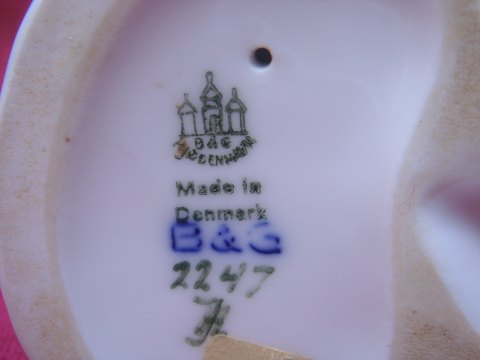 B&G
KJØBENHAVN
Made in
Denmark
B&G
2247